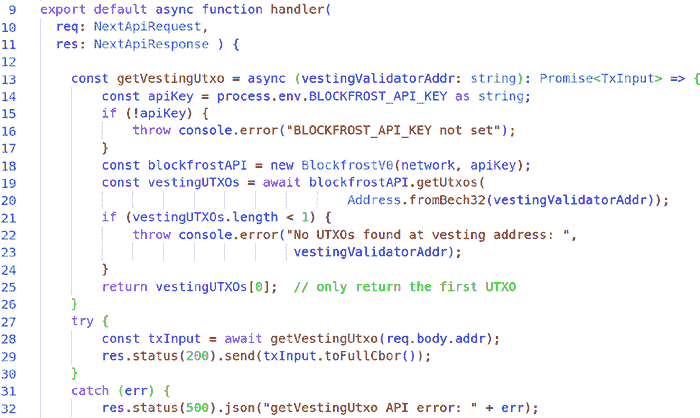 9 export default async function handler(
10 req: NextApiRequest,
11 res: NextApiResponse ) {
12
13 const getVestingUtxo = async (vestingValidatorAddr: string): Promise<TxInput> => {
14 const apiKey = process.env.BLOCKFROST_API_KEY as string;
15 if (!apiKey) {
16 throw console.error("BLOCKFROST_API_KEY not set");
17 }
18 const blockfrostAPI = new BlockfrostV0(network, apiKey);
19 const vestingUTXOs = await blockfrostAPI.getUtxos(
20 Address.fromBech32(vestingValidatorAddr));
21 if (vestingUTXOs.length < 1) {
22 throw console.error("No UTXOs found at vesting address: ",
23 vestingValidatorAddr);
24 }
25 return vestingUTXOs[0]; // only return the first UTXO
26 }
27 try {
28 const txInput = await getVestingUtxo(req.body.addr);
29 res.status(200).send(txInput.toFullCbor());
30 }
31 catch (err) {
32 res.status(500).json("getVestingUtxo API error: " + err);